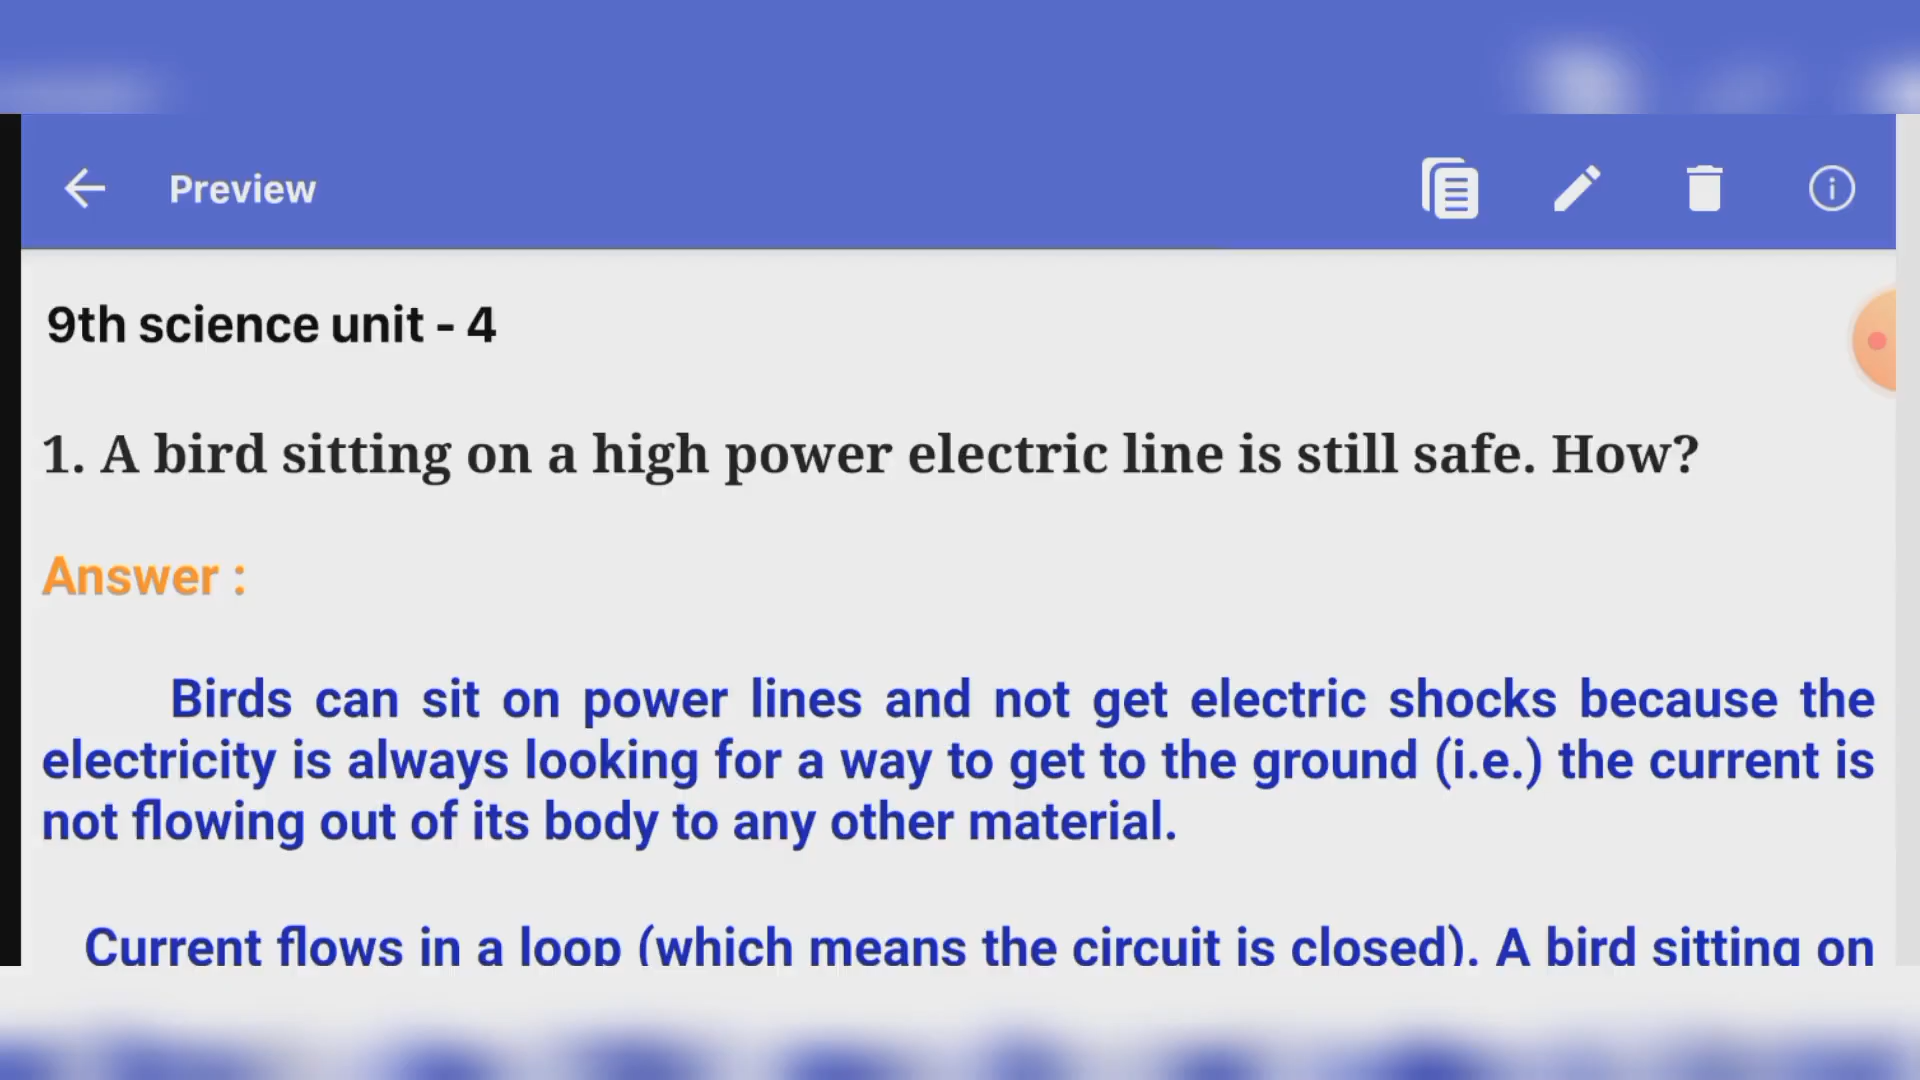 Preview
9th science unit - 4
1. A bird sitting on a high power electric line is still safe. How?
Answer :
Birds can sit on power lines and not get electric shocks because the
electricity is always looking for a way to get to the ground (i.e.) the current is
not flowing out of its body to any other material.
Current flows in a loop (which means the circuit is closed). A bird sitting on